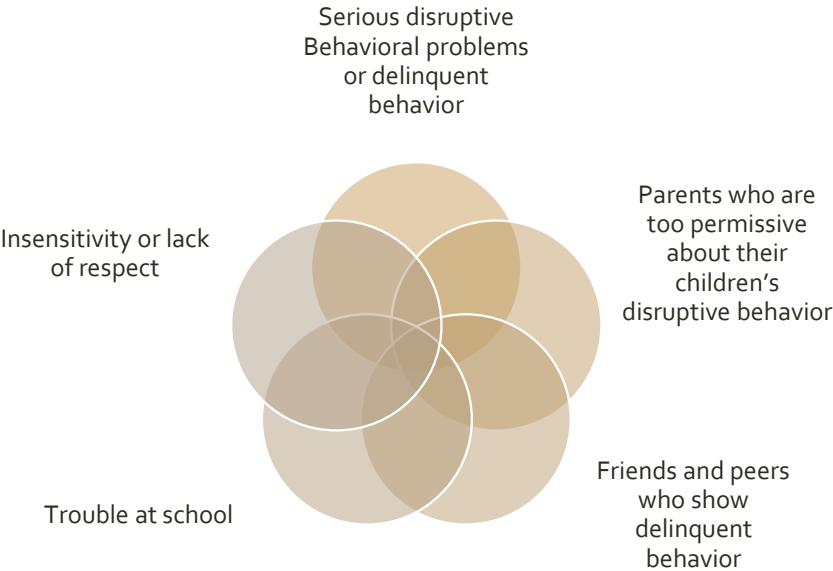 Serious disruptive
Behavioral problems
or delinquent
behavior
Parents who are
too permissive
about their
children’s
disruptive behavior
Friends and peers
who show
delinquent
behavior
Trouble at school
Insensitivity or lack
of respect